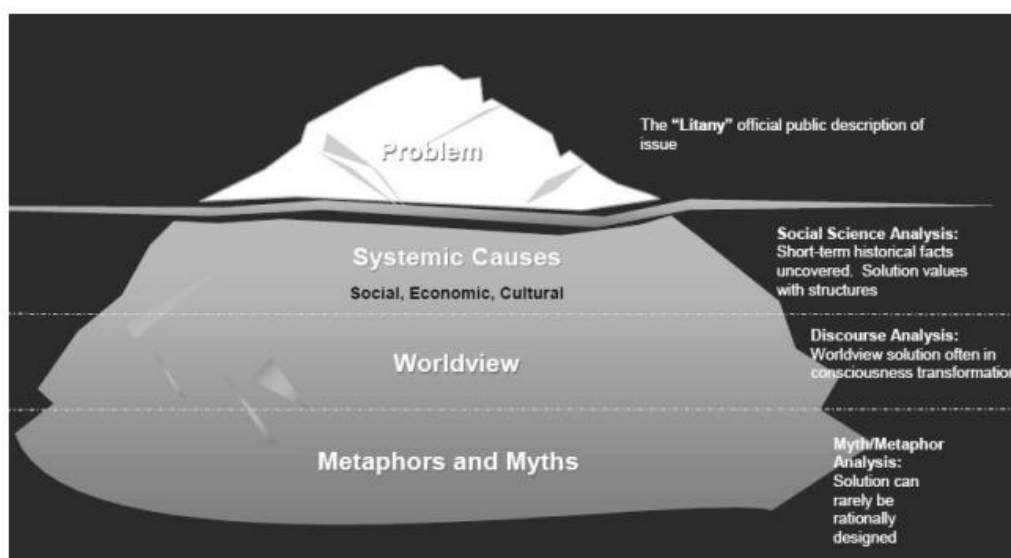 Problem
The “Litany” official public description of
issue
Systemic Causes
Social, Economic, Cultural
Social Science Analysis:
Short-term historical facts
uncovered. Solution values
with structures
Worldview
Discourse Analysis:
Worldview solution often in
consciousness transformation
Metaphors and Myths
Myth/Metaphor
Analysis:
Solution can
rarely be
rationally
designed